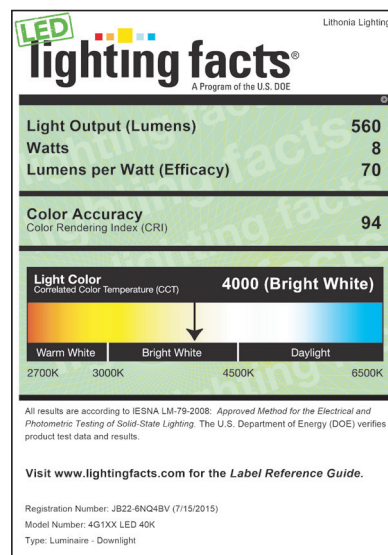 LED
Lithonia Lighting
lighting facts®
A Program of the U.S. DOE
Light Output (Lumens) 560
Watts 8
Lumens per Watt (Efficacy) 70
Color Accuracy
Color Rendering Index (CRI) 94
Light Color
Correlated Color Temperature (CCT) 4000 (Bright White)
Warm White Bright White Daylight
2700K 3000K 4500K 6500K
All results are according to IESNA LM-79-2008: Approved Method for the Electrical and
Photometric Testing of Solid-State Lighting. The U.S. Department of Energy (DOE) verifies
product test data and results.
Visit www.lightingfacts.com for the Label Reference Guide.
Registration Number: JB22-6NQ4BV (7/15/2015)
Model Number: 4G1XX LED 40K
Type: Luminaire - Downlight